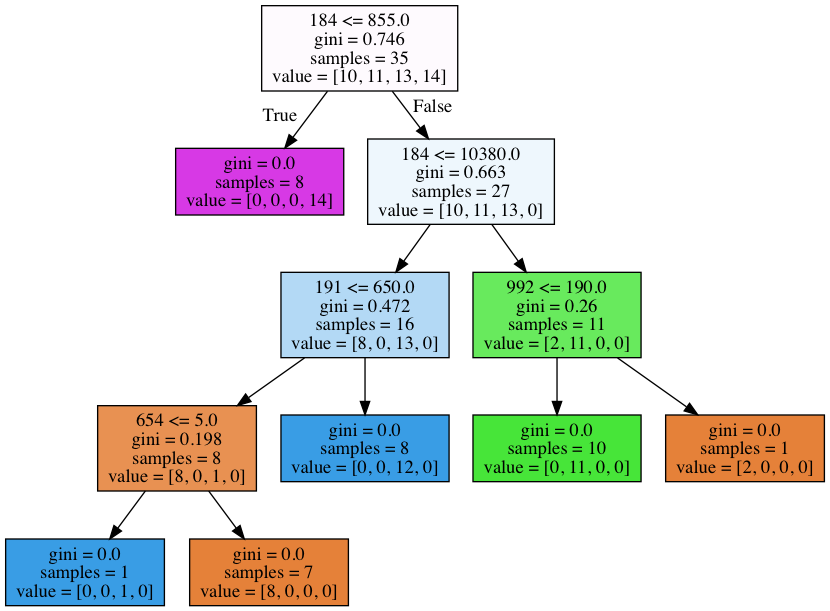 184 <= 855.0
gini = 0.746
samples = 35
value = [10, 11, 13, 14]
True
False
gini = 0.0
samples = 8
value = [0, 0, 0, 14]
184 <= 10380.0
gini = 0.663
samples = 27
value = [10, 11, 13, 0]
191 <= 650.0
gini = 0.472
samples = 16
value = [8, 0, 13, 0]
992 <= 190.0
gini = 0.26
samples = 11
value = [2, 11, 0, 0]
654 <= 5.0
gini = 0.198
samples = 8
value = [8, 0, 1, 0]
gini = 0.0
samples = 8
value = [0, 0, 12, 0]
gini = 0.0
samples = 10
value = [0, 11, 0, 0]
gini = 0.0
samples = 1
value = [2, 0, 0, 0]
gini = 0.0
samples = 1
value = [0, 0, 1, 0]
gini = 0.0
samples = 7
value = [8, 0, 0, 0]